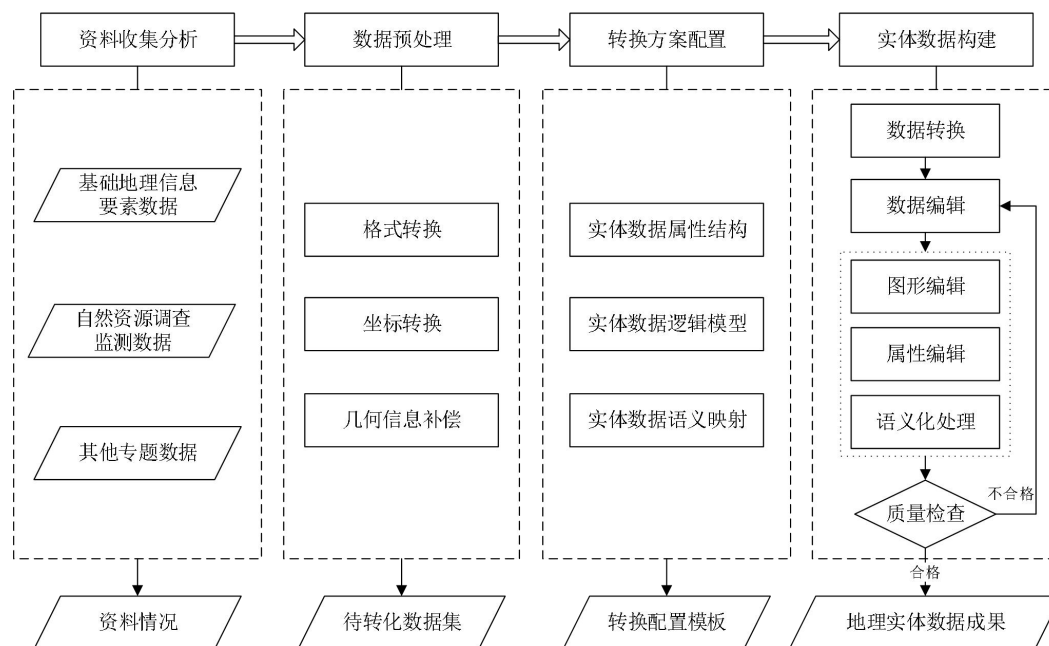 资料收集分析
数据预处理
转换方案配置
实体数据构建
基础地理信息
要素数据
自然资源调查
监测数据
其他专题数据
格式转换
坐标转换
几何信息补偿
实体数据属性结构
实体数据逻辑模型
实体数据语义映射
数据转换
数据编辑
图形编辑
属性编辑
语义化处理
质量检查
不合格
合格
资料情况
待转化数据集
转换配置模板
地理实体数据成果